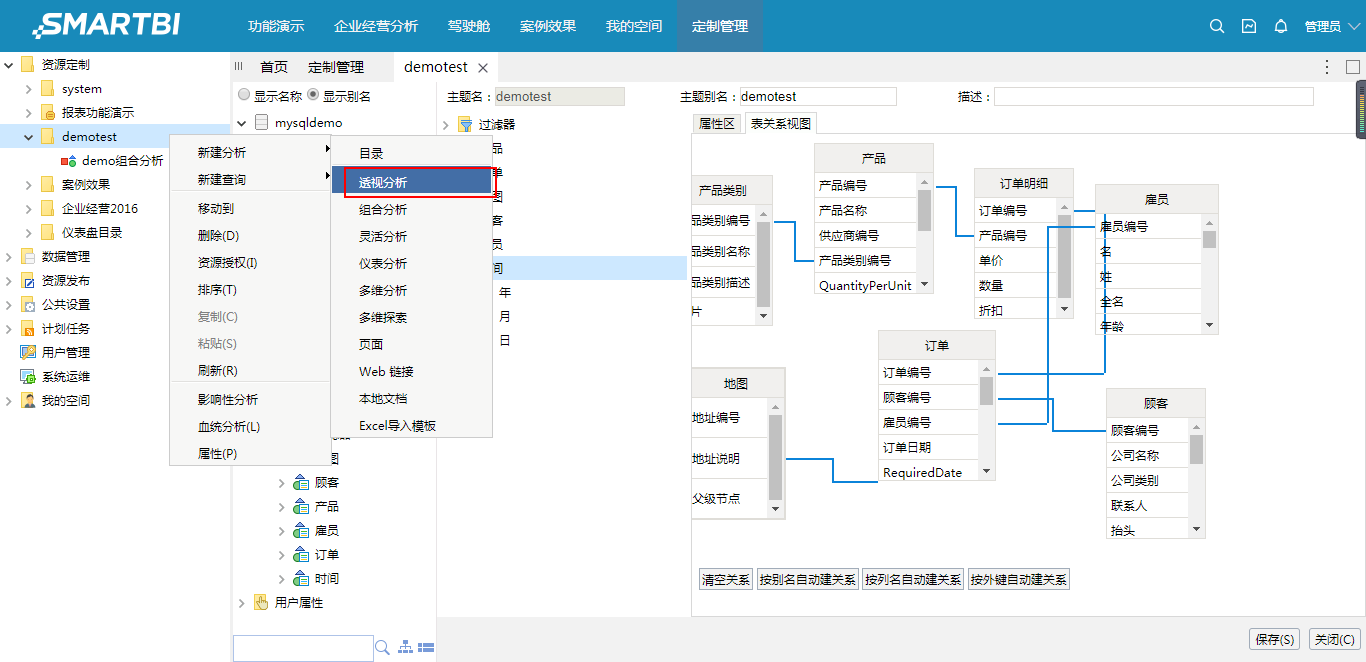 SMARTBI
功能演示
企业经营分析
驾驶舱
案例效果
我的空间
定制管理
管理员
资源定制
system
报表功能演示
demotest
demo组合分析
案例效果
企业经营2016
仪表盘目录
数据管理
资源发布
公共设置
计划任务
用户管理
系统运维
我的空间
首页
定制管理
demotest
显示名称
显示别名
mysqldemo
新建分析
新建查询
移动到
删除(D)
资源授权(I)
排序(T)
复制(C)
粘贴(S)
刷新(R)
影响性分析
血统分析(L)
属性(P)
目录
透视分析
组合分析
灵活分析
仪表分析
多维分析
多维探索
页面
Web 链接
本地文档
Excel导入模板
图
顾客
产品
雇员
订单
时间
用户属性
主题名：
demotest
主题别名：
demotest
描述：
过滤器
品
单
图
客
员
间
年
月
日
属性区
表关系视图
产品类别
品类别编号
品类别名称
品类别描述
片
产品
产品编号
产品名称
供应商编号
产品类别编号
QuantityPerUnit
订单明细
订单编号
产品编号
单价
数量
折扣
雇员
雇员编号
名
姓
全名
年龄
地图
地址编号
地址说明
父级节点
订单
订单编号
顾客编号
雇员编号
订单日期
RequiredDate
顾客
顾客编号
公司名称
公司类别
联系人
抬头
清空关系
按别名自动建关系
按列名自动建关系
按外键自动建关系
保存(S)
关闭(C)